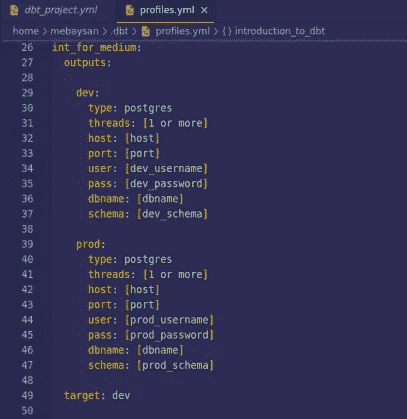 dbt_project.yml profiles.yml ×
home > mebaysan > .dbt > profiles.yml > {} introduction_to_dbt
26 int_for_medium:
27 outputs:
28
29 dev:
30 type: postgres
31 threads: [1 or more]
32 host: [host]
33 port: [port]
34 user: [dev_username]
35 pass: [dev_password]
36 dbname: [dbname]
37 schema: [dev_schema]
38
39 prod:
40 type: postgres
41 threads: [1 or more]
42 host: [host]
43 port: [port]
44 user: [prod_username]
45 pass: [prod_password]
46 dbname: [dbname]
47 schema: [prod_schema]
48
49 target: dev
50